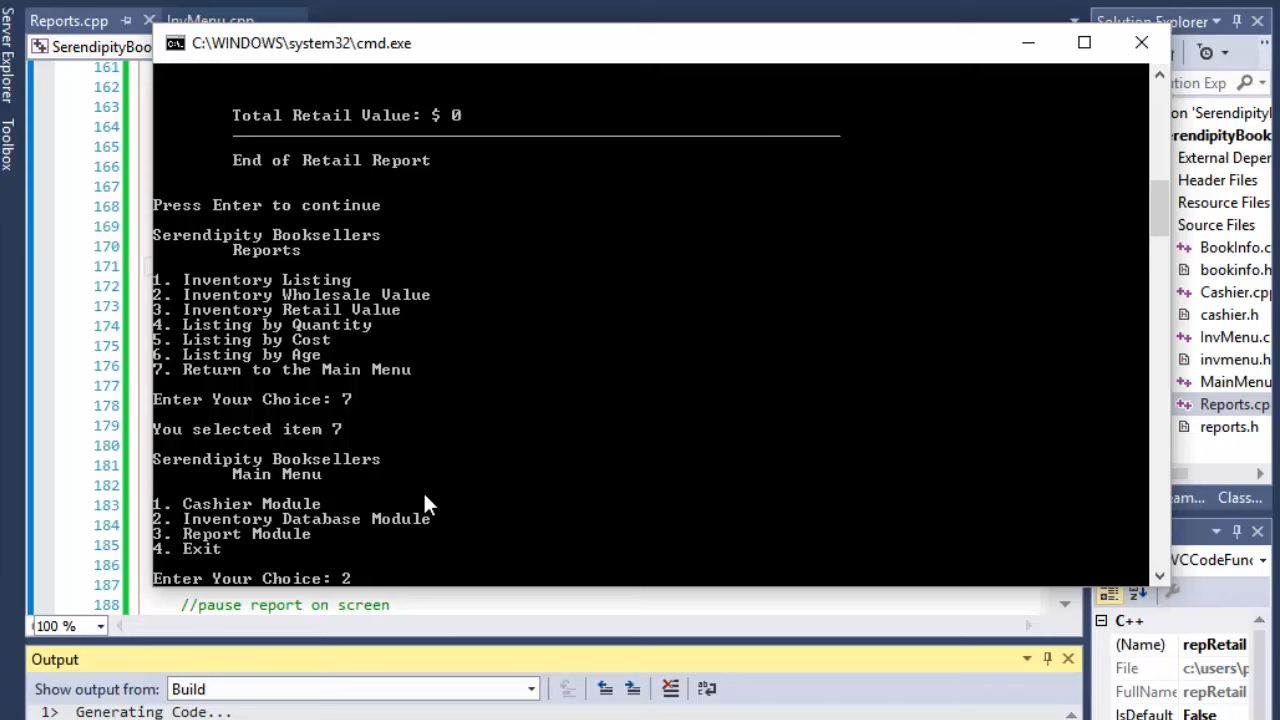 Reports.cpp
InvMenu.cpp
Solution Explorer
Server Explorer
Toolbox
SerendipityBoo
C:\WINDOWS\system32\cmd.exe
161
162
163
164
165
166
167
168
169
170
171
172
173
174
175
176
177
178
179
180
181
182
183
184
185
186
187
188
Total Retail Value: $ 0
End of Retail Report
Press Enter to continue
Serendipity Booksellers
Reports
1. Inventory Listing
2. Inventory Wholesale Value
3. Inventory Retail Value
4. Listing by Quantity
5. Listing by Cost
6. Listing by Age
7. Return to the Main Menu
Enter Your Choice: 7
You selected item 7
Serendipity Booksellers
Main Menu
1. Cashier Module
2. Inventory Database Module
3. Report Module
4. Exit
Enter Your Choice: 2
//pause report on screen
100 %
ution Exp
on 'Serendipity
erendipityBook
External Deper
Header Files
Resource Files
Source Files
BookInfo.c
bookinfo.h
Cashier.cpp
cashier.h
InvMenu.c
invmenu.h
MainMenu
Reports.cp
reports.h
eam...
Class...
VCCodeFunc
C++
(Name)
repRetail
File
c:\users\p
FullName
repRetail
IsDefault
False
Output
Show output from:
Build
1> Generating Code...